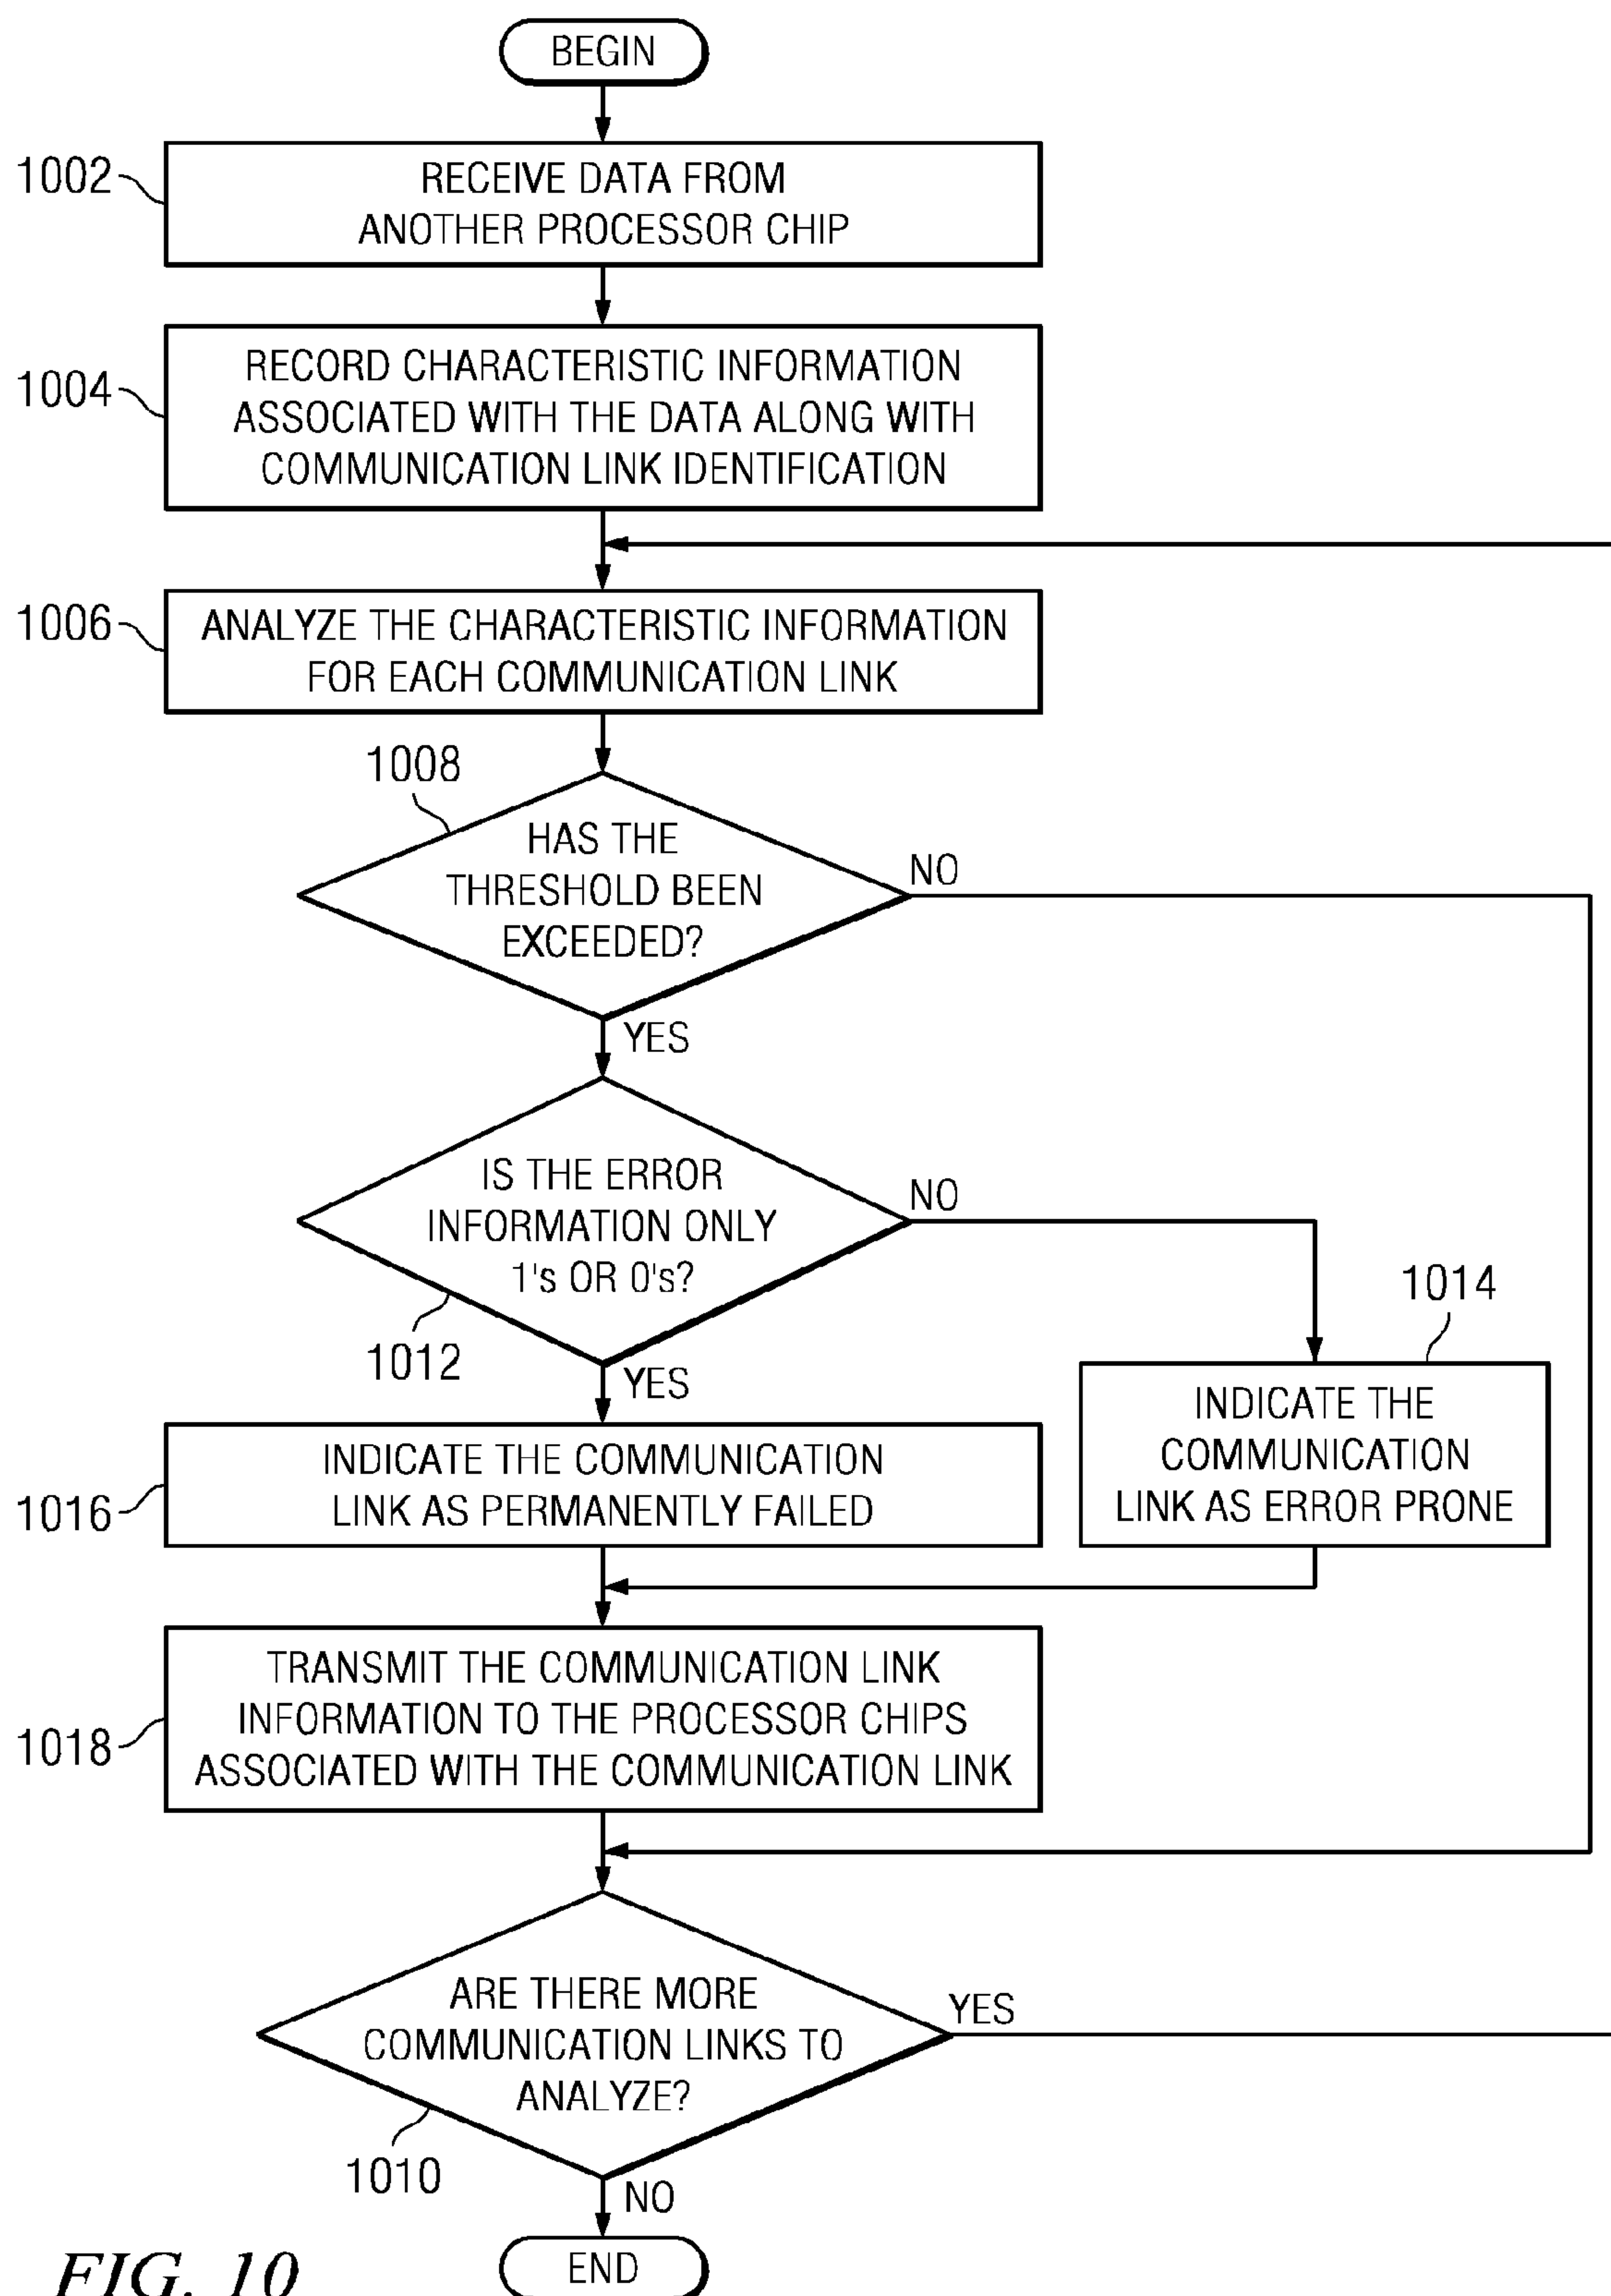 BEGIN
1002
RECEIVE DATA FROM
ANOTHER PROCESSOR CHIP
1004
RECORD CHARACTERISTIC INFORMATION
ASSOCIATED WITH THE DATA ALONG WITH
COMMUNICATION LINK IDENTIFICATION
1006
ANALYZE THE CHARACTERISTIC INFORMATION
FOR EACH COMMUNICATION LINK
1008
HAS THE
THRESHOLD BEEN
EXCEEDED?
NO
YES
IS THE ERROR
INFORMATION ONLY
1's OR 0's?
NO
1012
YES
1014
INDICATE THE
COMMUNICATION
LINK AS ERROR PRONE
1016
INDICATE THE COMMUNICATION
LINK AS PERMANENTLY FAILED
1018
TRANSMIT THE COMMUNICATION LINK
INFORMATION TO THE PROCESSOR CHIPS
ASSOCIATED WITH THE COMMUNICATION LINK
ARE THERE MORE
COMMUNICATION LINKS TO
ANALYZE?
YES
1010
NO
END
FIG. 10